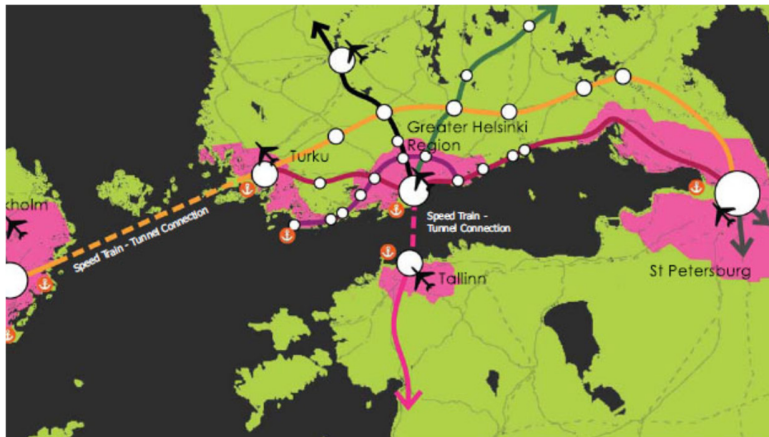 Greater Helsinki
Region
Turku
kholm
Speed Train - Tunnel Connection
Speed Train -
Tunnel Connection
Tallinn
St Petersburg